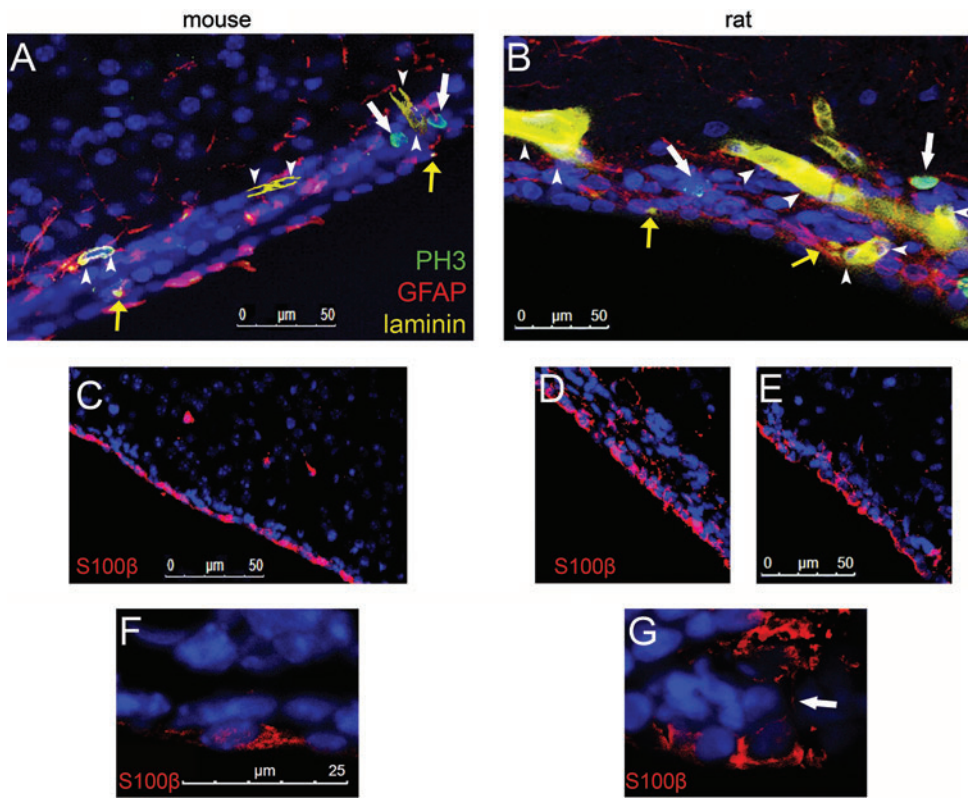 mouse
rat
A
B
PH3
GFAP
laminin
0 µm 50
0 µm 50
C
D
E
S100β
0 µm 50
S100β
0 µm 50
F
G
S100β
µm 25
S100β